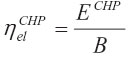 η_el^CHP = E^CHP / B